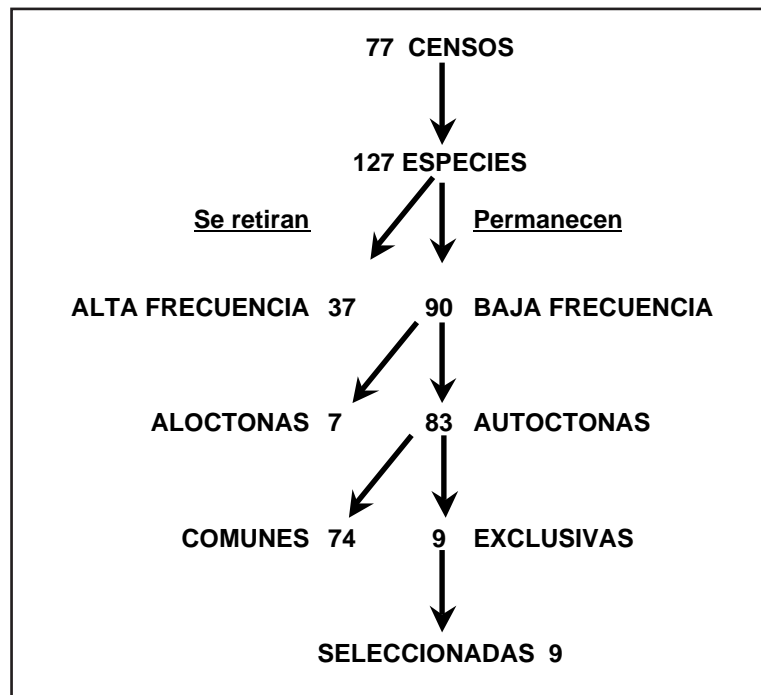 77 CENSOS
127 ESPECIES
Se retiran Permanecen
ALTA FRECUENCIA 37 90 BAJA FRECUENCIA
ALOCTONAS 7 83 AUTOCTONAS
COMUNES 74 9 EXCLUSIVAS
SELECCIONADAS 9